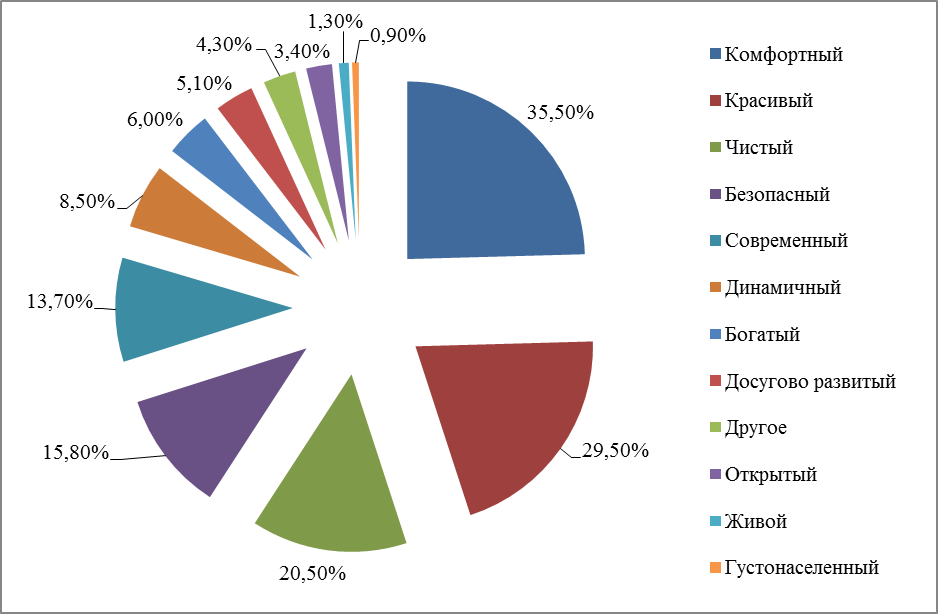 1,30%
0,90%
4,30%
3,40%
5,10%
6,00%
8,50%
13,70%
15,80%
20,50%
29,50%
35,50%
Комфортный
Красивый
Чистый
Безопасный
Современный
Динамичный
Богатый
Досугово развитый
Другое
Открытый
Живой
Густонаселенный